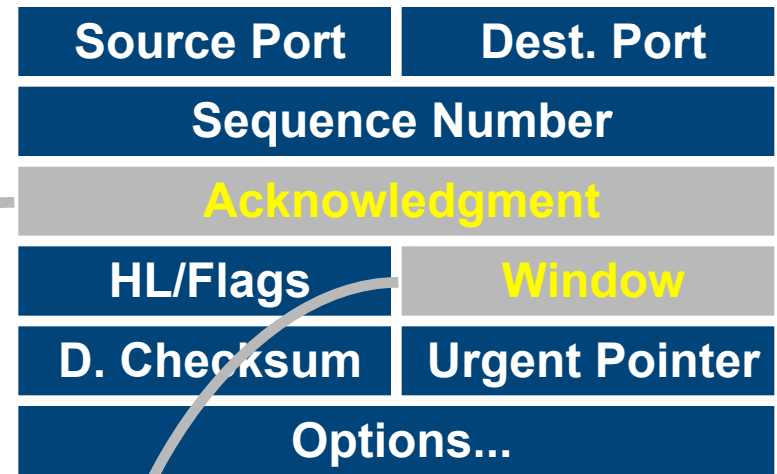 Source Port Dest. Port
Sequence Number
Acknowledgment
HL/Flags Window
D. Checksum Urgent Pointer
Options...